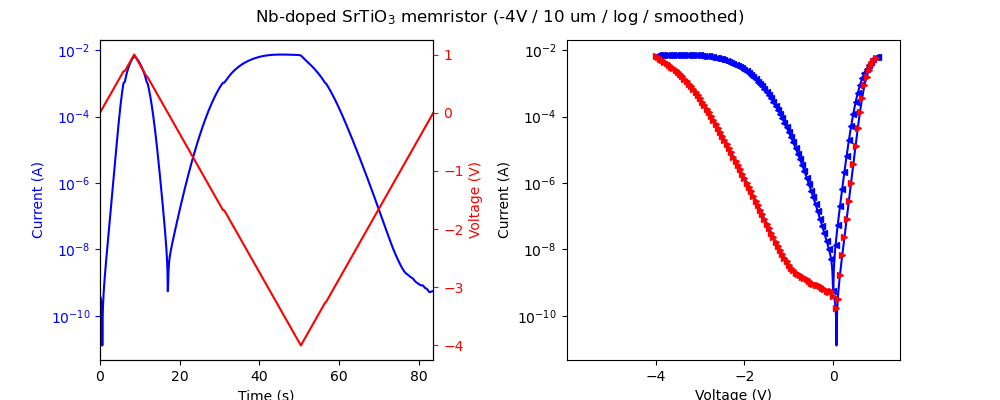 Nb-doped SrTiO₃ memristor (-4V / 10 um / log / smoothed)
10⁻²
10⁻⁴
10⁻⁶
10⁻⁸
10⁻¹⁰
Current (A)
0 20 40 60 80
Time (s)
1
0
−1
−2
−3
−4
Voltage (V)
10⁻²
10⁻⁴
10⁻⁶
10⁻⁸
10⁻¹⁰
Current (A)
−4 −2 0
Voltage (V)